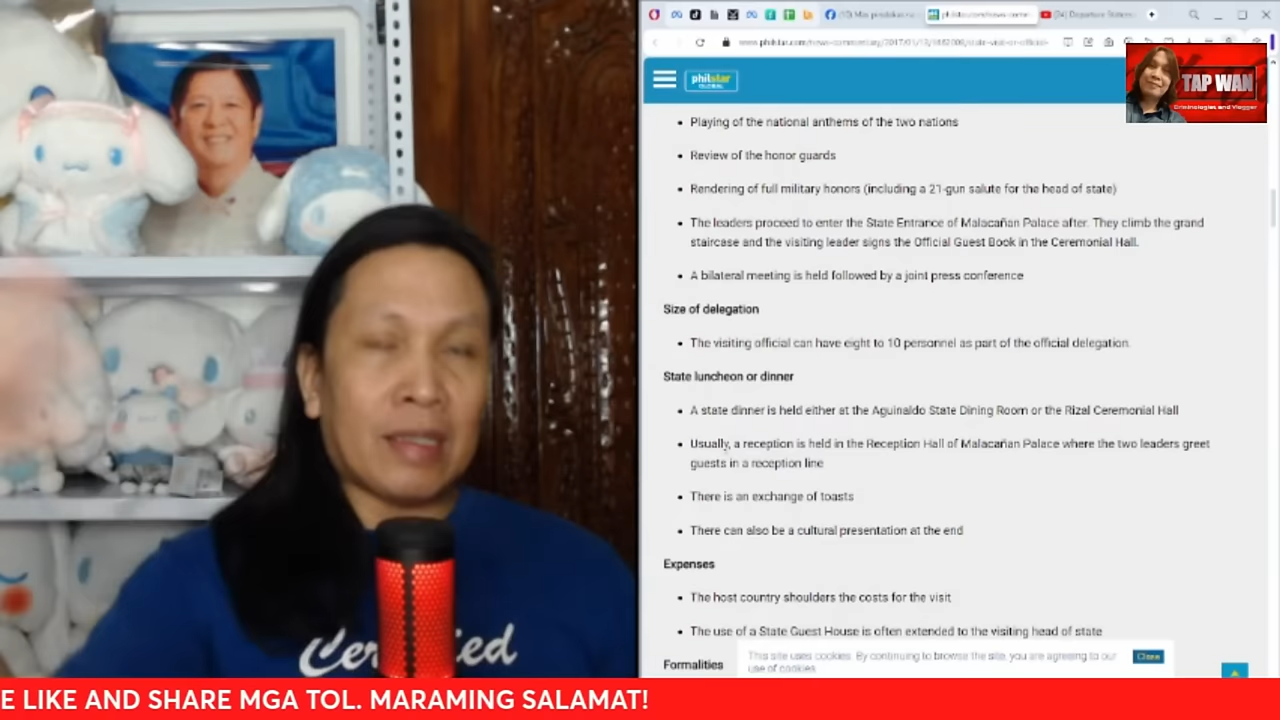 philstar
GLOBAL
TAP WAN
Criminologist and Vlogger
Playing of the national anthems of the two nations
Review of the honor guards
Rendering of full military honors (including a 21-gun salute for the head of state)
The leaders proceed to enter the State Entrance of Malacañan Palace after. They climb the grand
staircase and the visiting leader signs the Official Guest Book in the Ceremonial Hall.
A bilateral meeting is held followed by a joint press conference
Size of delegation
The visiting official can have eight to 10 personnel as part of the official delegation.
State luncheon or dinner
A state dinner is held either at the Aguinaldo State Dining Room or the Rizal Ceremonial Hall
Usually, a reception is held in the Reception Hall of Malacañan Palace where the two leaders greet
guests in a reception line
There is an exchange of toasts
There can also be a cultural presentation at the end
Expenses
The host country shoulders the costs for the visit
The use of a State Guest House is often extended to the visiting head of state
Formalities
This site uses cookies. By continuing to browse the site, you are agreeing to our
use of cookies.
Close
E LIKE AND SHARE MGA TOL. MARAMING SALAMAT!